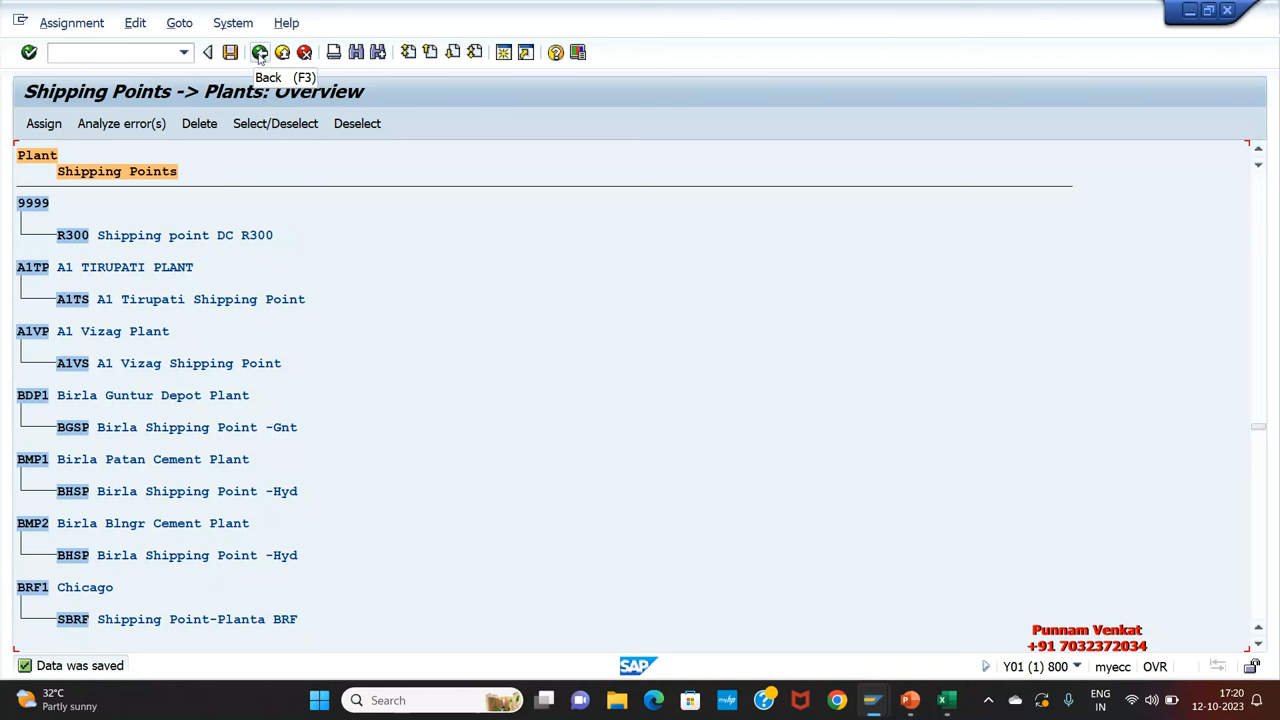 Assignment Edit Goto System Help
Back (F3)
Shipping Points -> Plants: Overview
Assign Analyze error(s) Delete Select/Deselect Deselect
Plant
Shipping Points
9999
R300 Shipping point DC R300
A1TP A1 TIRUPATI PLANT
A1TS A1 Tirupati Shipping Point
A1VP A1 Vizag Plant
A1VS A1 Vizag Shipping Point
BDP1 Birla Guntur Depot Plant
BGSP Birla Shipping Point -Gnt
BMP1 Birla Patan Cement Plant
BHSP Birla Shipping Point -Hyd
BMP2 Birla Blngr Cement Plant
BHSP Birla Shipping Point -Hyd
BRF1 Chicago
SBRF Shipping Point-Planta BRF
Punnam Venkat
+91 7032372034
Data was saved SAP Y01 (1) 800 myecc OVR
32°C
Partly sunny
Search
ENG
IN
17:20
12-10-2023